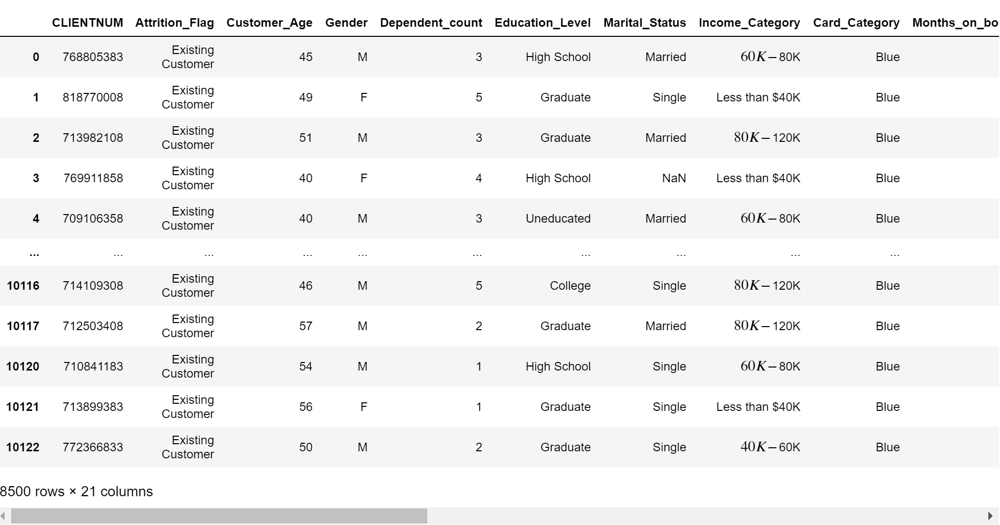 CLIENTNUM Attrition_Flag Customer_Age Gender Dependent_count Education_Level Marital_Status Income_Category Card_Category Months_on_bo
0 768805383 Existing Customer 45 M 3 High School Married 60K − 80K Blue
1 818770008 Existing Customer 49 F 5 Graduate Single Less than $40K Blue
2 713982108 Existing Customer 51 M 3 Graduate Married 80K − 120K Blue
3 769911858 Existing Customer 40 F 4 High School NaN Less than $40K Blue
4 709106358 Existing Customer 40 M 3 Uneducated Married 60K − 80K Blue
... ... ... ... ... ... ... ... ... ...
10116 714109308 Existing Customer 46 M 5 College Single 80K − 120K Blue
10117 712503408 Existing Customer 57 M 2 Graduate Married 80K − 120K Blue
10120 710841183 Existing Customer 54 M 1 High School Single 60K − 80K Blue
10121 713899383 Existing Customer 56 F 1 Graduate Single Less than $40K Blue
10122 772366833 Existing Customer 50 M 2 Graduate Single 40K − 60K Blue
8500 rows × 21 columns